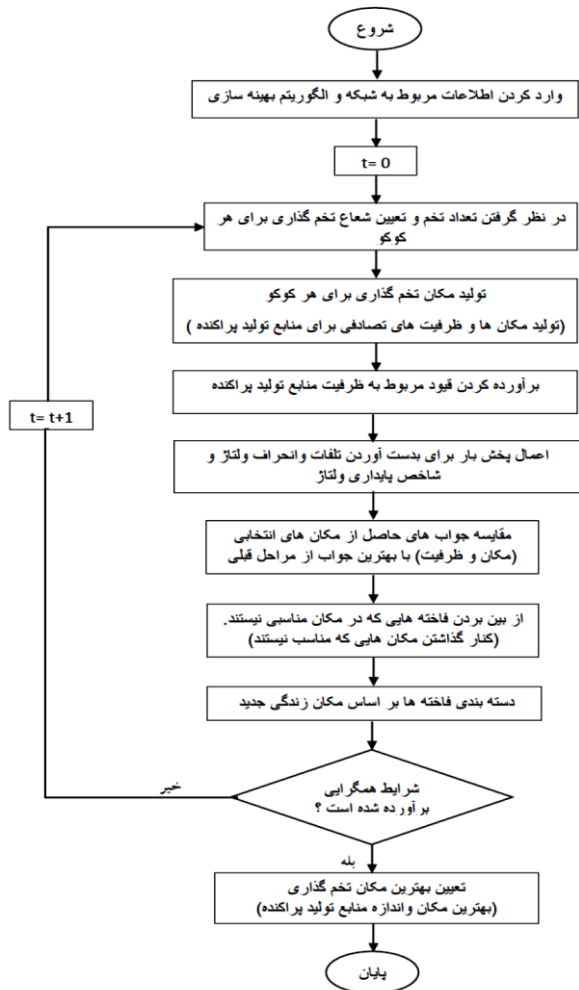 شروع
وارد کردن اطلاعات مربوط به شبکه و الگوریتم بهینه سازی
t= 0
در نظر گرفتن تعداد تخم و تعیین شعاع تخم گذاری برای هر
کوکو
تولید مکان تخم گذاری برای هر کوکو
(تولید مکان ها و ظرفیت های تصادفی برای منابع تولید پراکنده )
برآورده کردن قیود مربوط به ظرفیت منابع تولید پراکنده
t= t+1
اعمال پخش بار برای بدست آوردن تلفات وانحراف ولتاژ و
شاخص پایداری ولتاژ
مقایسه جواب های حاصل از مکان های انتخابی
(مکان و ظرفیت) با بهترین جواب از مراحل قبلی
از بین بردن فاخته هایی که در مکان مناسبی نیستند.
(کنار گذاشتن مکان هایی که مناسب نیستند)
دسته بندی فاخته ها بر اساس مکان زندگی جدید
شرایط همگرایی
برآورده شده است ؟
خیر
بله
تعیین بهترین مکان تخم گذاری
(بهترین مکان واندازه منابع تولید پراکنده)
پایان